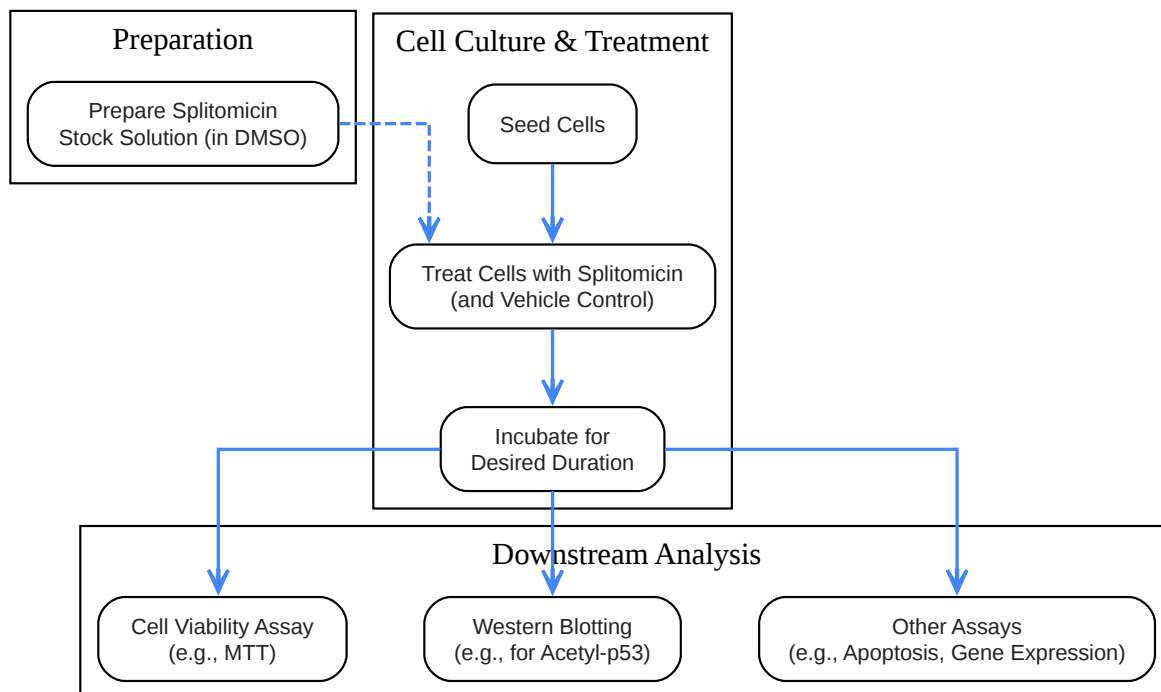 Preparation
Prepare Splitomicin
Stock Solution (in DMSO)
Cell Culture & Treatment
Seed Cells
Treat Cells with Splitomicin
(and Vehicle Control)
Incubate for
Desired Duration
Downstream Analysis
Cell Viability Assay
(e.g., MTT)
Western Blotting
(e.g., for Acetyl-p53)
Other Assays
(e.g., Apoptosis, Gene Expression)